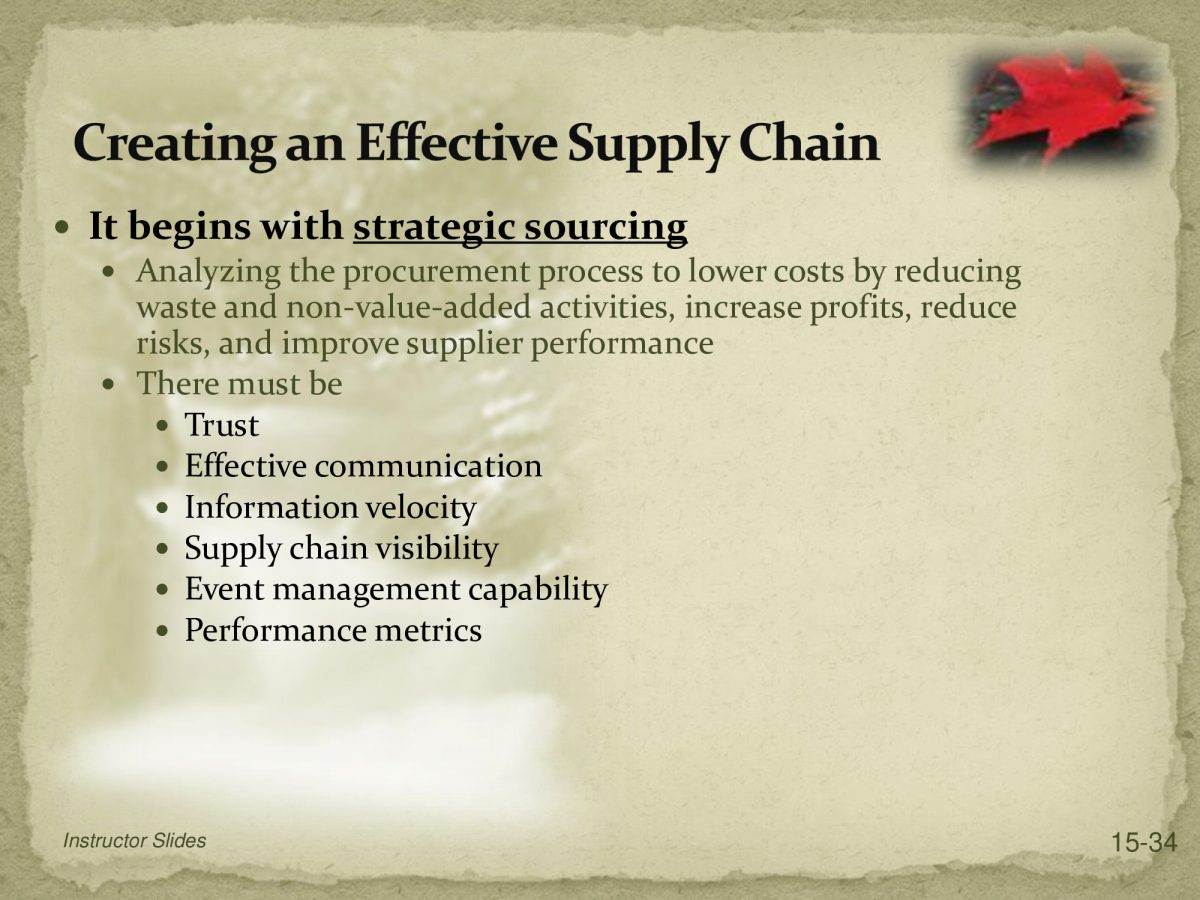 Creating an Effective Supply Chain
• It begins with strategic sourcing
• Analyzing the procurement process to lower costs by reducing
waste and non-value-added activities, increase profits, reduce
risks, and improve supplier performance
• There must be
• Trust
• Effective communication
• Information velocity
• Supply chain visibility
• Event management capability
• Performance metrics
Instructor Slides
15-34